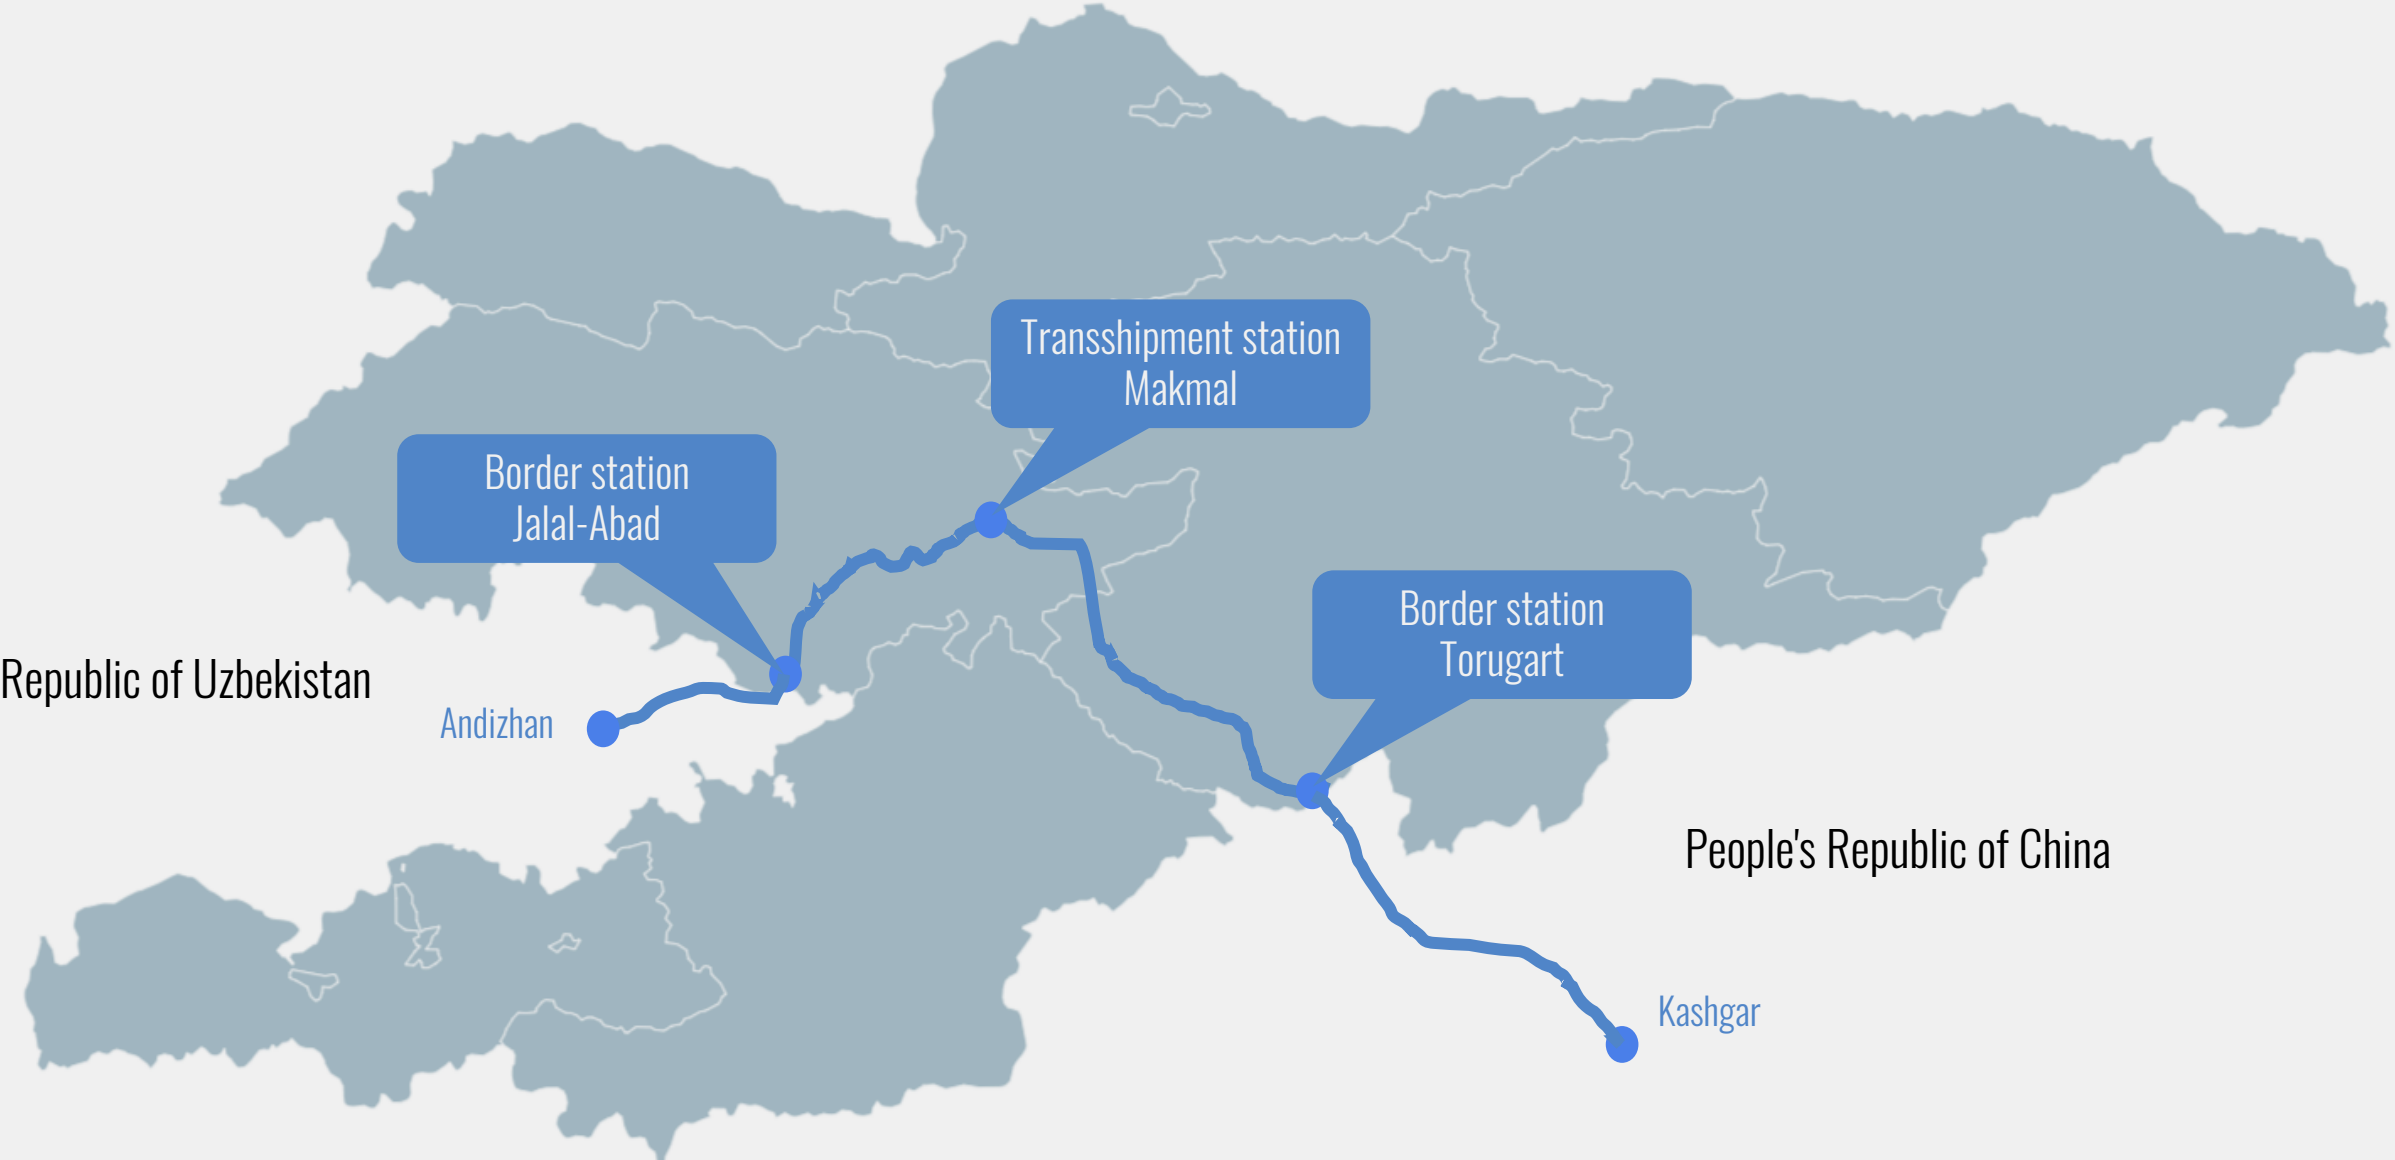 Transshipment station
Makmal
Border station
Jalal-Abad
Border station
Torugart
Republic of Uzbekistan
Andizhan
People's Republic of China
Kashgar